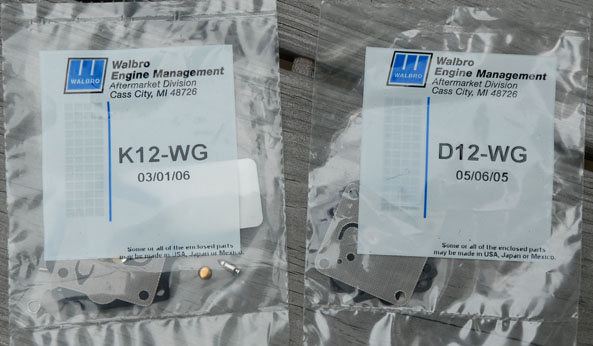 WALBRO
Walbro
Engine Management
Aftermarket Division
Cass City, MI 48726
K12-WG
03/01/06
Some or all of the enclosed parts
may be made in USA, Japan or Mexico.
WALBRO
Walbro
Engine Management
Aftermarket Division
Cass City, MI 48726
D12-WG
05/06/05
Some or all of the enclosed parts
may be made in USA, Japan or Mexico.